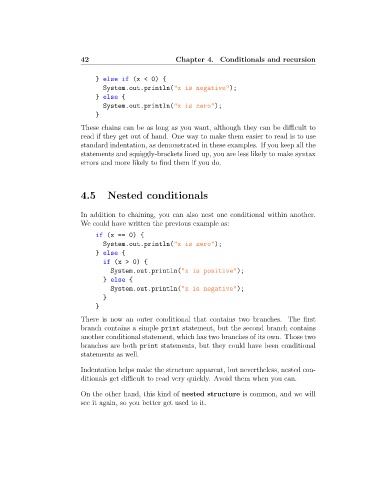 42 Chapter 4. Conditionals and recursion
} else if (x < 0) {
System.out.println("x is negative");
} else {
System.out.println("x is zero");
}
These chains can be as long as you want, although they can be difficult to
read if they get out of hand. One way to make them easier to read is to use
standard indentation, as demonstrated in these examples. If you keep all the
statements and squiggly-brackets lined up, you are less likely to make syntax
errors and more likely to find them if you do.
4.5 Nested conditionals
In addition to chaining, you can also nest one conditional within another.
We could have written the previous example as:
if (x == 0) {
System.out.println("x is zero");
} else {
if (x > 0) {
System.out.println("x is positive");
} else {
System.out.println("x is negative");
}
}
There is now an outer conditional that contains two branches. The first
branch contains a simple print statement, but the second branch contains
another conditional statement, which has two branches of its own. Those two
branches are both print statements, but they could have been conditional
statements as well.
Indentation helps make the structure apparent, but nevertheless, nested con-
ditionals get difficult to read very quickly. Avoid them when you can.
On the other hand, this kind of nested structure is common, and we will
see it again, so you better get used to it.